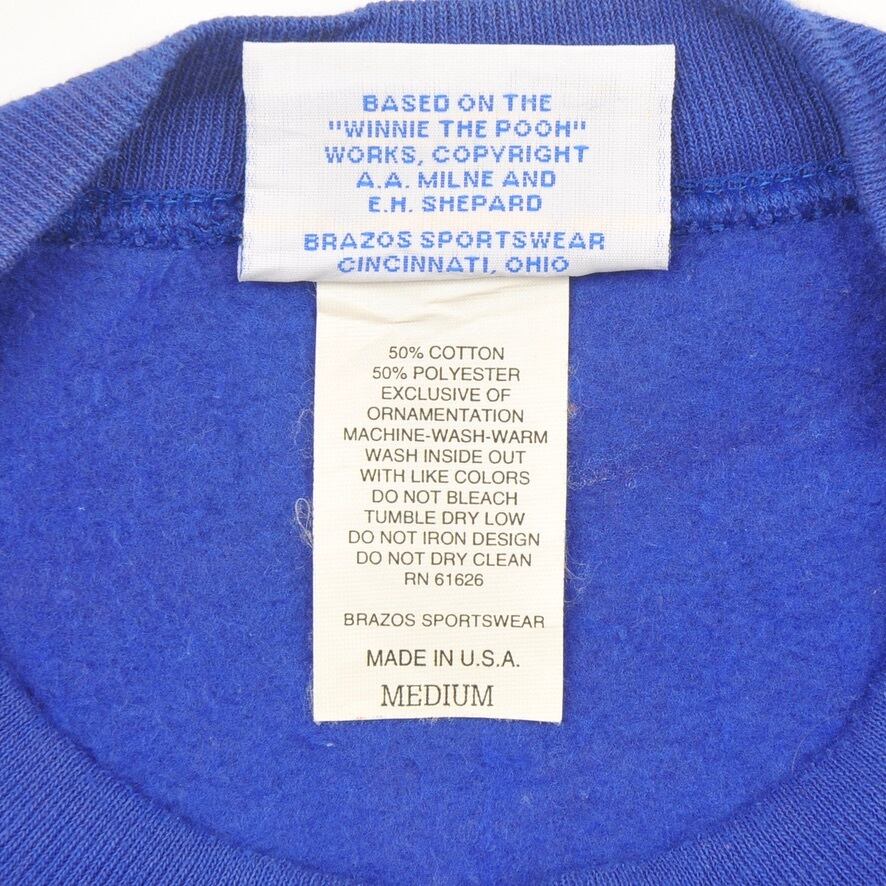 BASED ON THE
"WINNIE THE POOH"
WORKS, COPYRIGHT
A.A. MILNE AND
E.H. SHEPARD
BRAZOS SPORTSWEAR
CINCINNATI, OHIO
50% COTTON
50% POLYESTER
EXCLUSIVE OF
ORNAMENTATION
MACHINE-WASH-WARM
WASH INSIDE OUT
WITH LIKE COLORS
DO NOT BLEACH
TUMBLE DRY LOW
DO NOT IRON DESIGN
DO NOT DRY CLEAN
RN 61626
BRAZOS SPORTSWEAR
MADE IN U.S.A.
MEDIUM